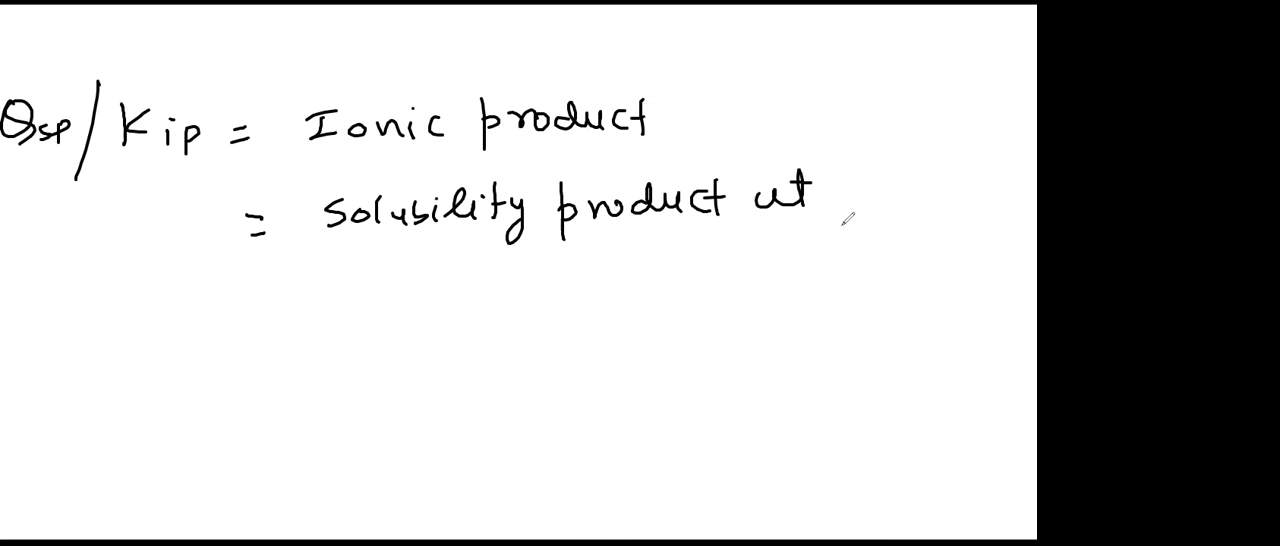 Qsp/Kip = Ionic product
= Solubility product at